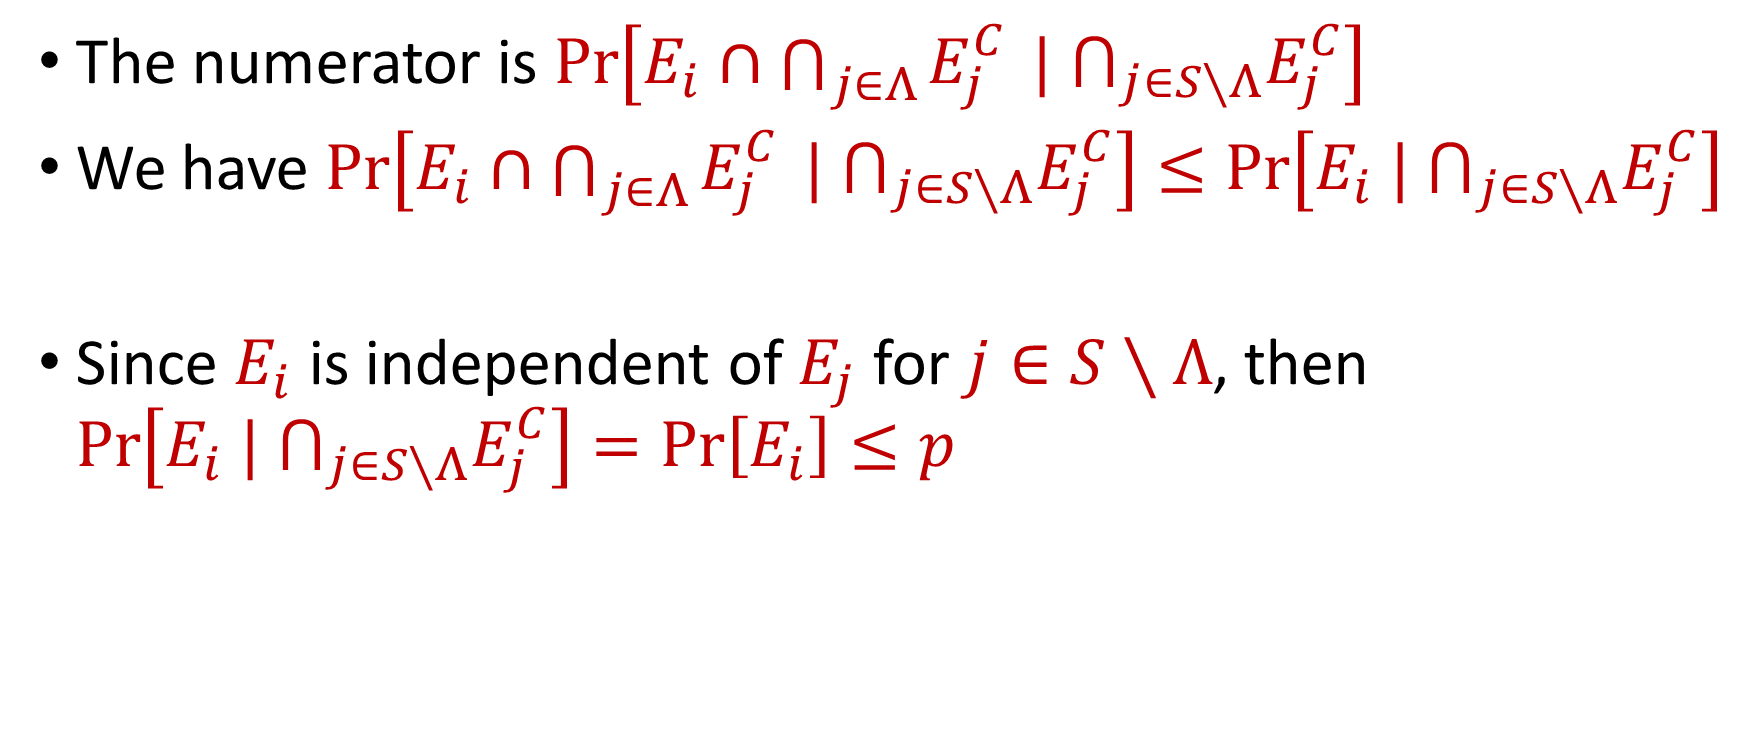 • The numerator is Pr[E_i ∩ ⋂_{j∈Λ} E_j^C | ⋂_{j∈S\Λ} E_j^C]
• We have Pr[E_i ∩ ⋂_{j∈Λ} E_j^C | ⋂_{j∈S\Λ} E_j^C] ≤ Pr[E_i | ⋂_{j∈S\Λ} E_j^C]
• Since E_i is independent of E_j for j ∈ S \ Λ, then
Pr[E_i | ⋂_{j∈S\Λ} E_j^C] = Pr[E_i] ≤ p